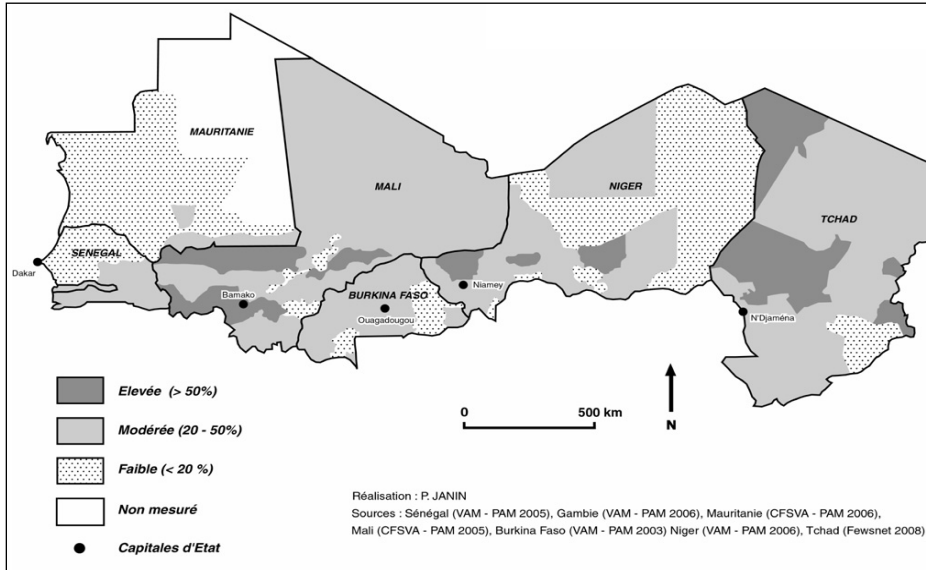 MAURITANIE
MALI
NIGER
TCHAD
SENEGAL
Dakar
Bamako
BURKINA FASO
Ouagadougou
Niamey
N'Djaména
Elevée (> 50%)
Modérée (20 - 50%)
Faible (< 20 %)
Non mesuré
Capitales d'Etat
0 500 km
N
Réalisation : P. JANIN
Sources : Sénégal (VAM - PAM 2005), Gambie (VAM - PAM 2006), Mauritanie (CFSVA - PAM 2006),
Mali (CFSVA - PAM 2005), Burkina Faso (VAM - PAM 2003) Niger (VAM - PAM 2006), Tchad (Fewsnet 2008)